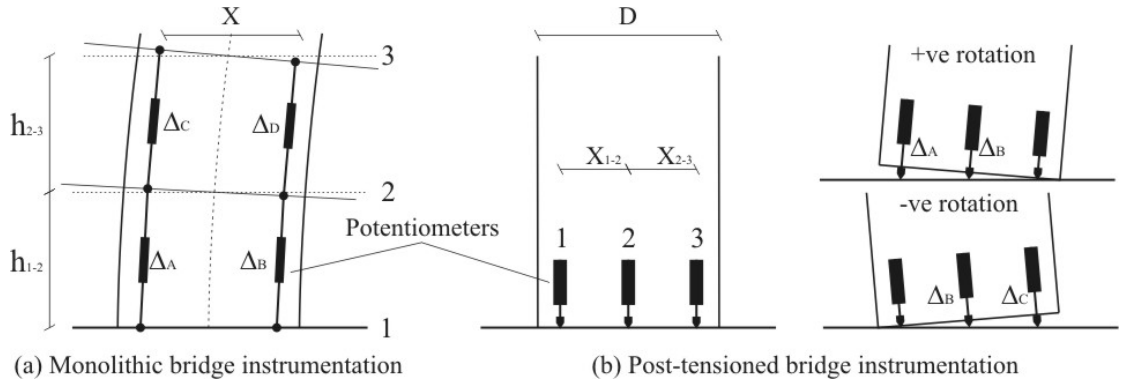 X
3
h2-3
ΔC
ΔD
2
h1-2
ΔA
ΔB
1
Potentiometers
D
X1-2
X2-3
1
2
3
+ve rotation
ΔA
ΔB
-ve rotation
ΔB
ΔC
(a) Monolithic bridge instrumentation
(b) Post-tensioned bridge instrumentation